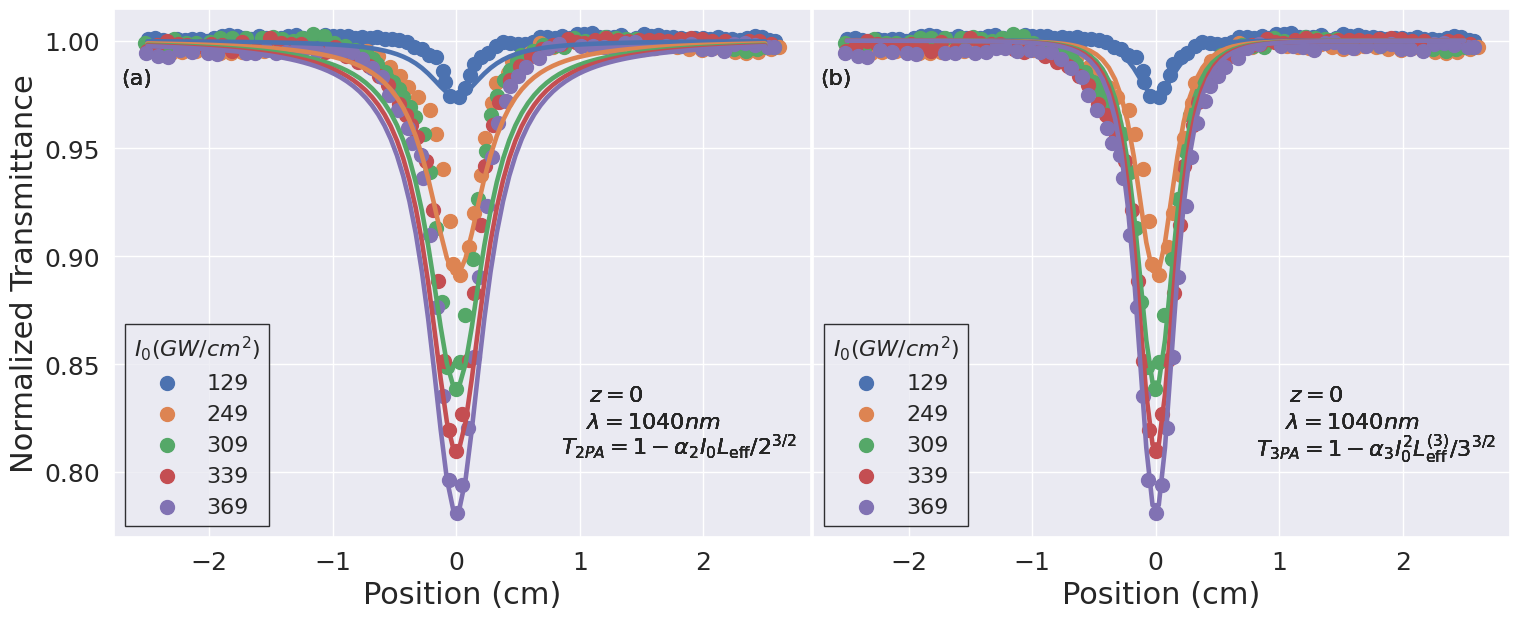 Normalized Transmittance
1.00
0.95
0.90
0.85
0.80
(a)
I₀(GW/cm²)
129
249
309
339
369
z = 0
λ = 1040nm
T₂PA = 1 − α₂I₀L_eff/2^{3/2}
−2 −1 0 1 2
Position (cm)
(b)
I₀(GW/cm²)
129
249
309
339
369
z = 0
λ = 1040nm
T₃PA = 1 − α₃I₀²L_eff^{(3)}/3^{3/2}
−2 −1 0 1 2
Position (cm)